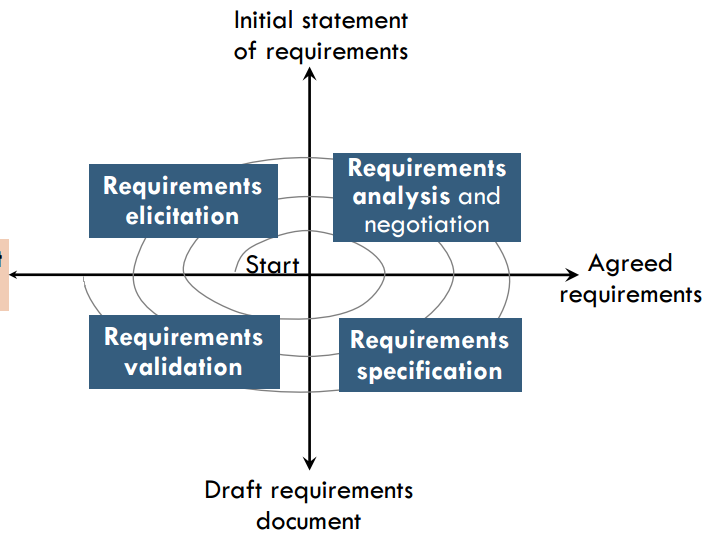 Initial statement
of requirements
Requirements
elicitation
Requirements
analysis and
negotiation
Start
Agreed
requirements
Requirements
validation
Requirements
specification
Draft requirements
document